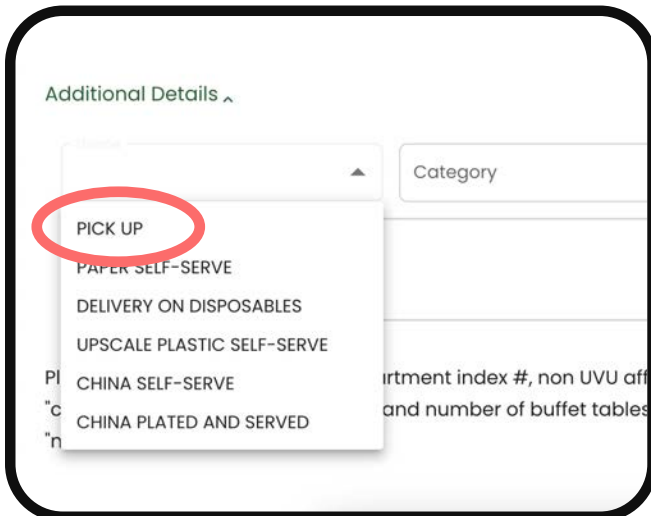 Additional Details
Category
PICK UP
PAPER SELF-SERVE
DELIVERY ON DISPOSABLES
UPSCALE PLASTIC SELF-SERVE
CHINA SELF-SERVE
CHINA PLATED AND SERVED
Pl rtment index #, non UVU aff
"c and number of buffet tables
"n